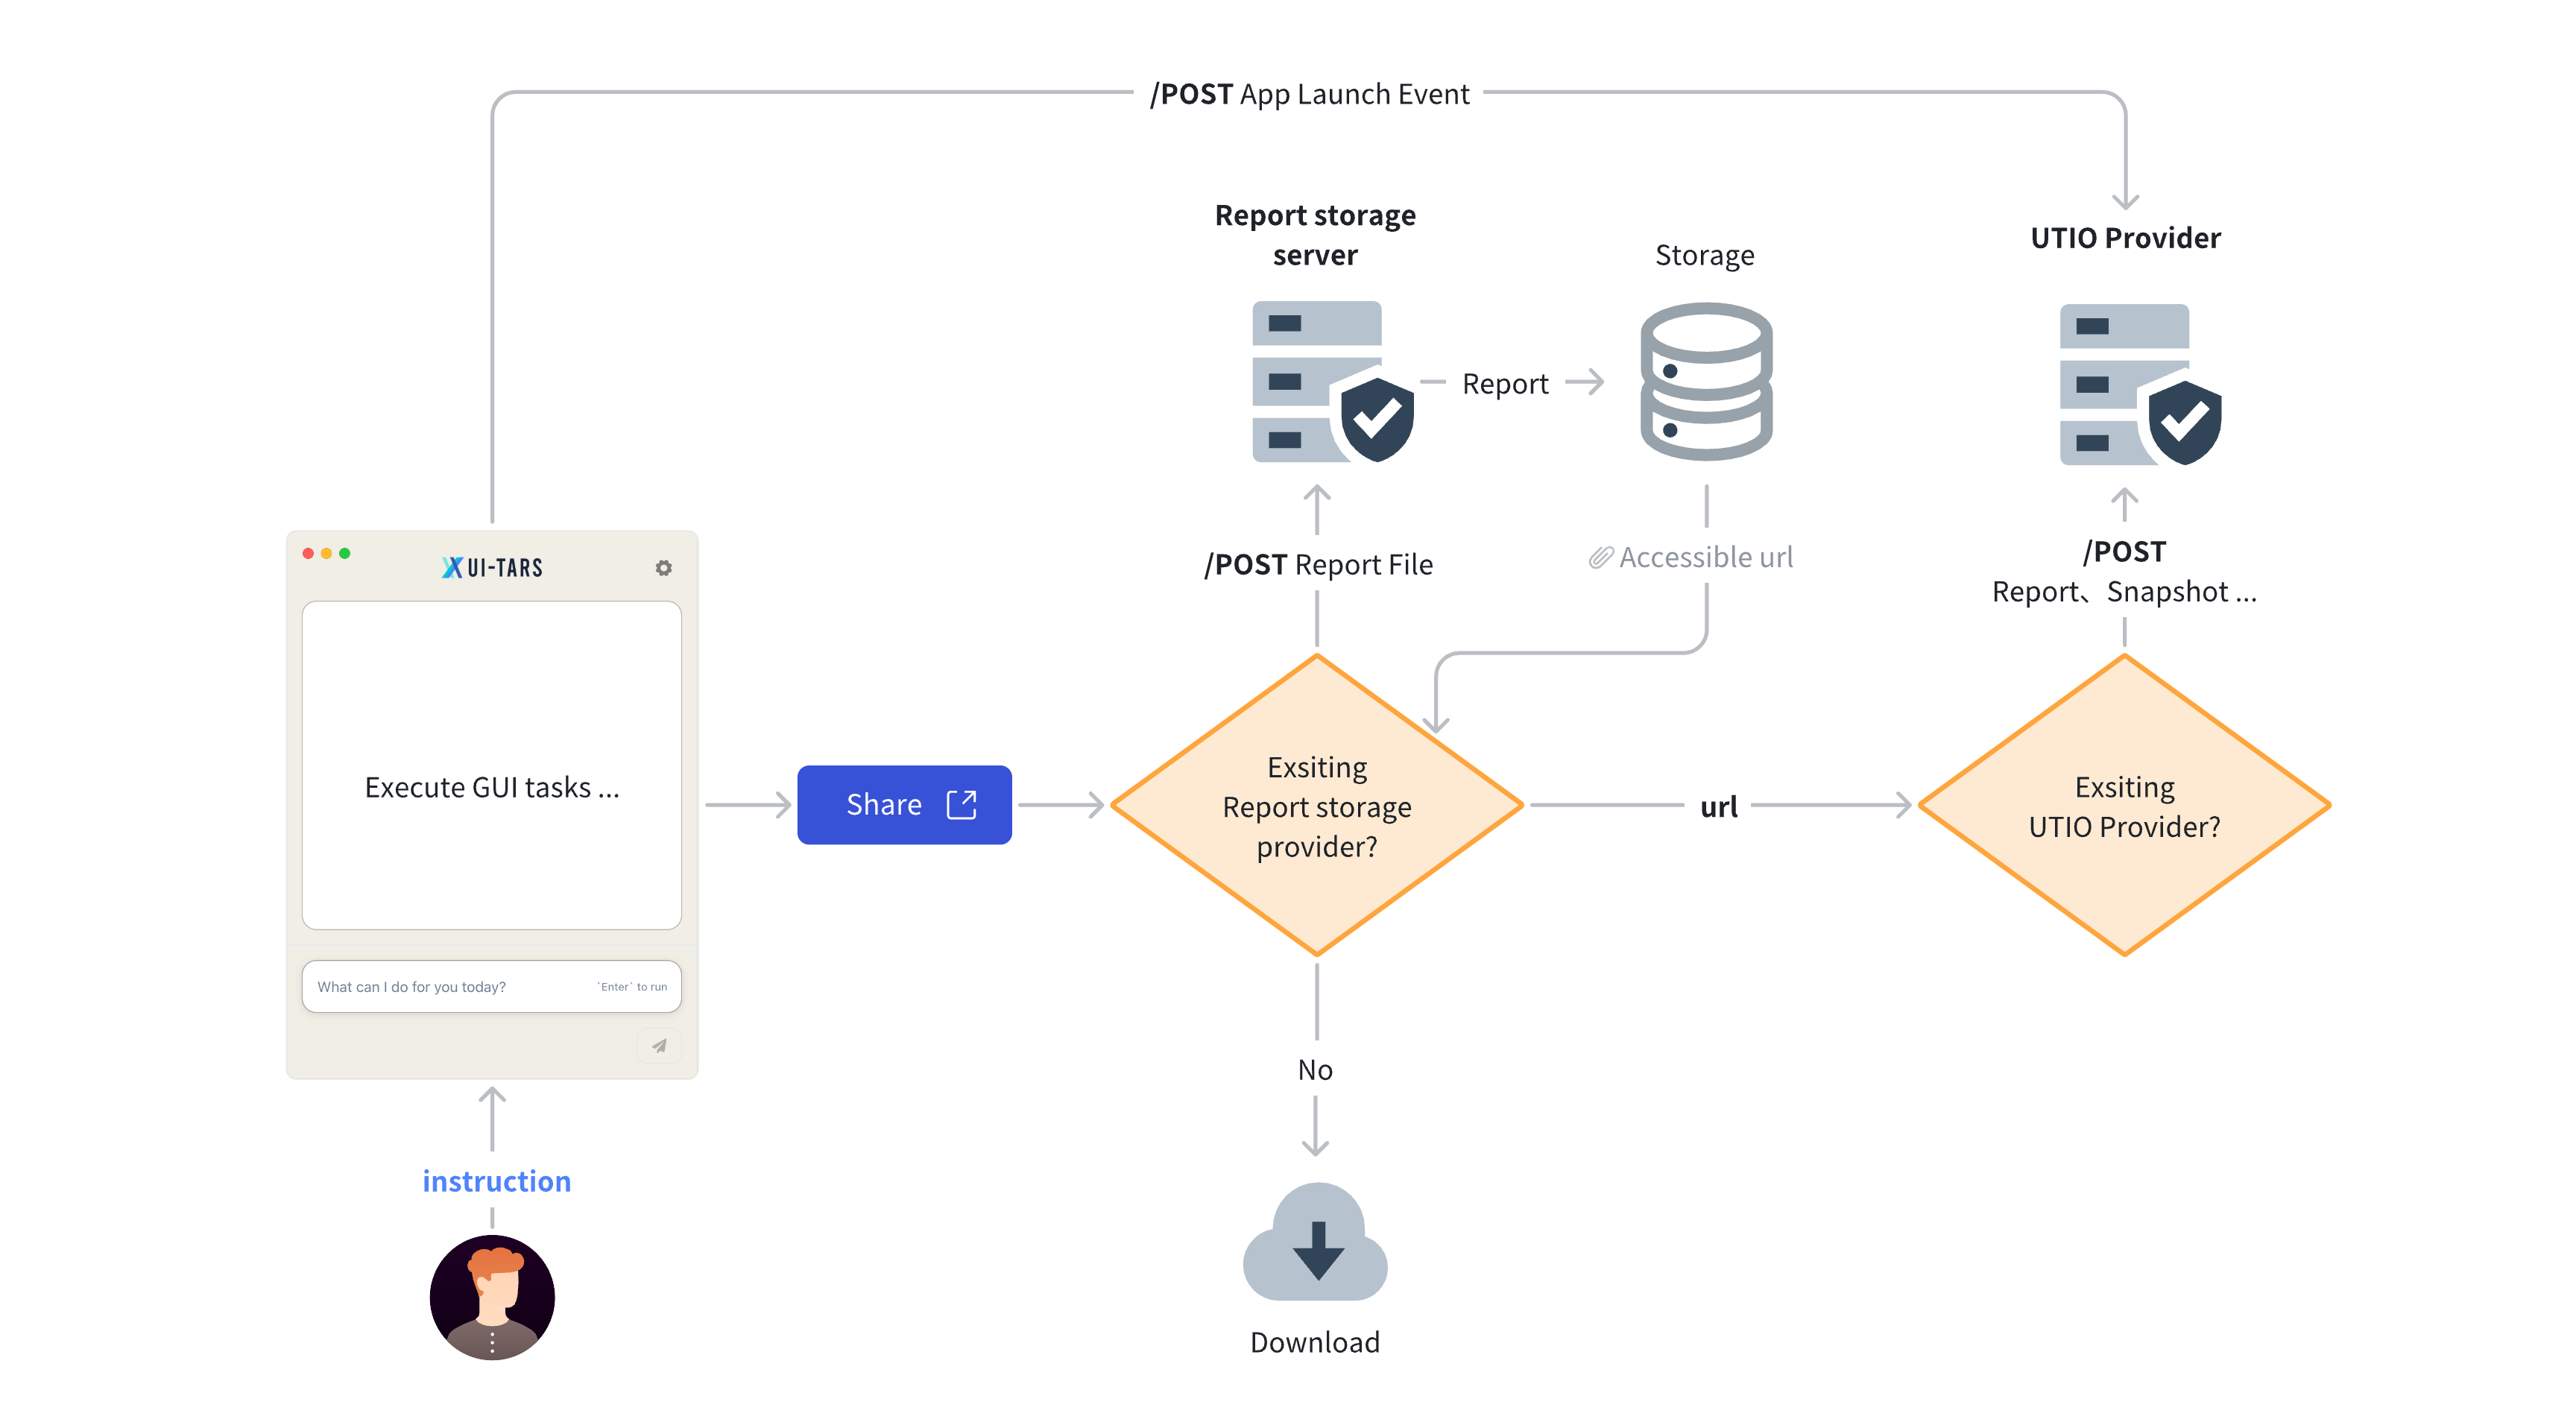 /POST App Launch Event
Report storage
server
Storage
UTIO Provider
Report
/POST Report File
Accessible url
/POST
Report、Snapshot ...
UI-TARS
Execute GUI tasks ...
What can I do for you today?
`Enter` to run
Share
Exsiting
Report storage
provider?
url
Exsiting
UTIO Provider?
No
instruction
Download